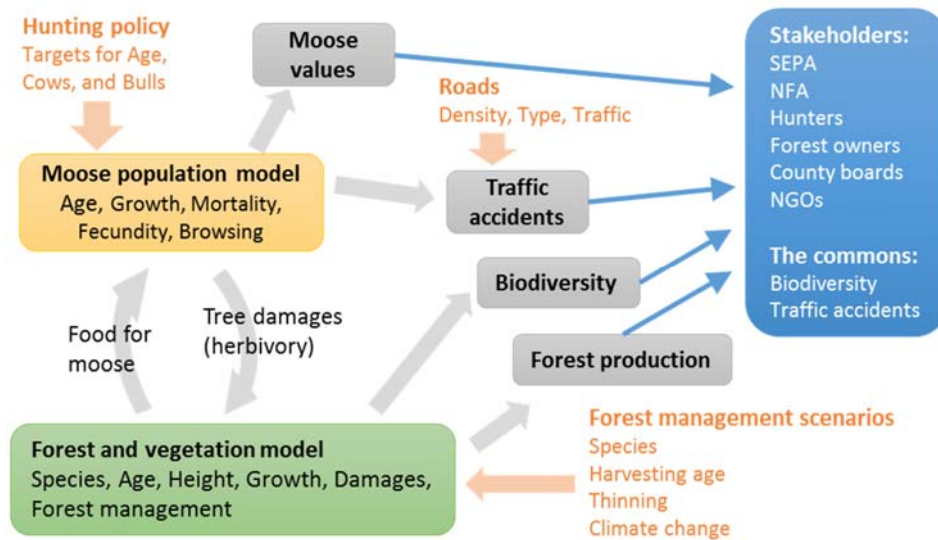 Hunting policy
Targets for Age,
Cows, and Bulls
Moose
values
Roads
Density, Type, Traffic
Stakeholders:
SEPA
NFA
Hunters
Forest owners
County boards
NGOs
The commons:
Biodiversity
Traffic accidents
Moose population model
Age, Growth, Mortality,
Fecundity, Browsing
Traffic
accidents
Biodiversity
Forest production
Food for
moose
Tree damages
(herbivory)
Forest and vegetation model
Species, Age, Height, Growth, Damages,
Forest management
Forest management scenarios
Species
Harvesting age
Thinning
Climate change